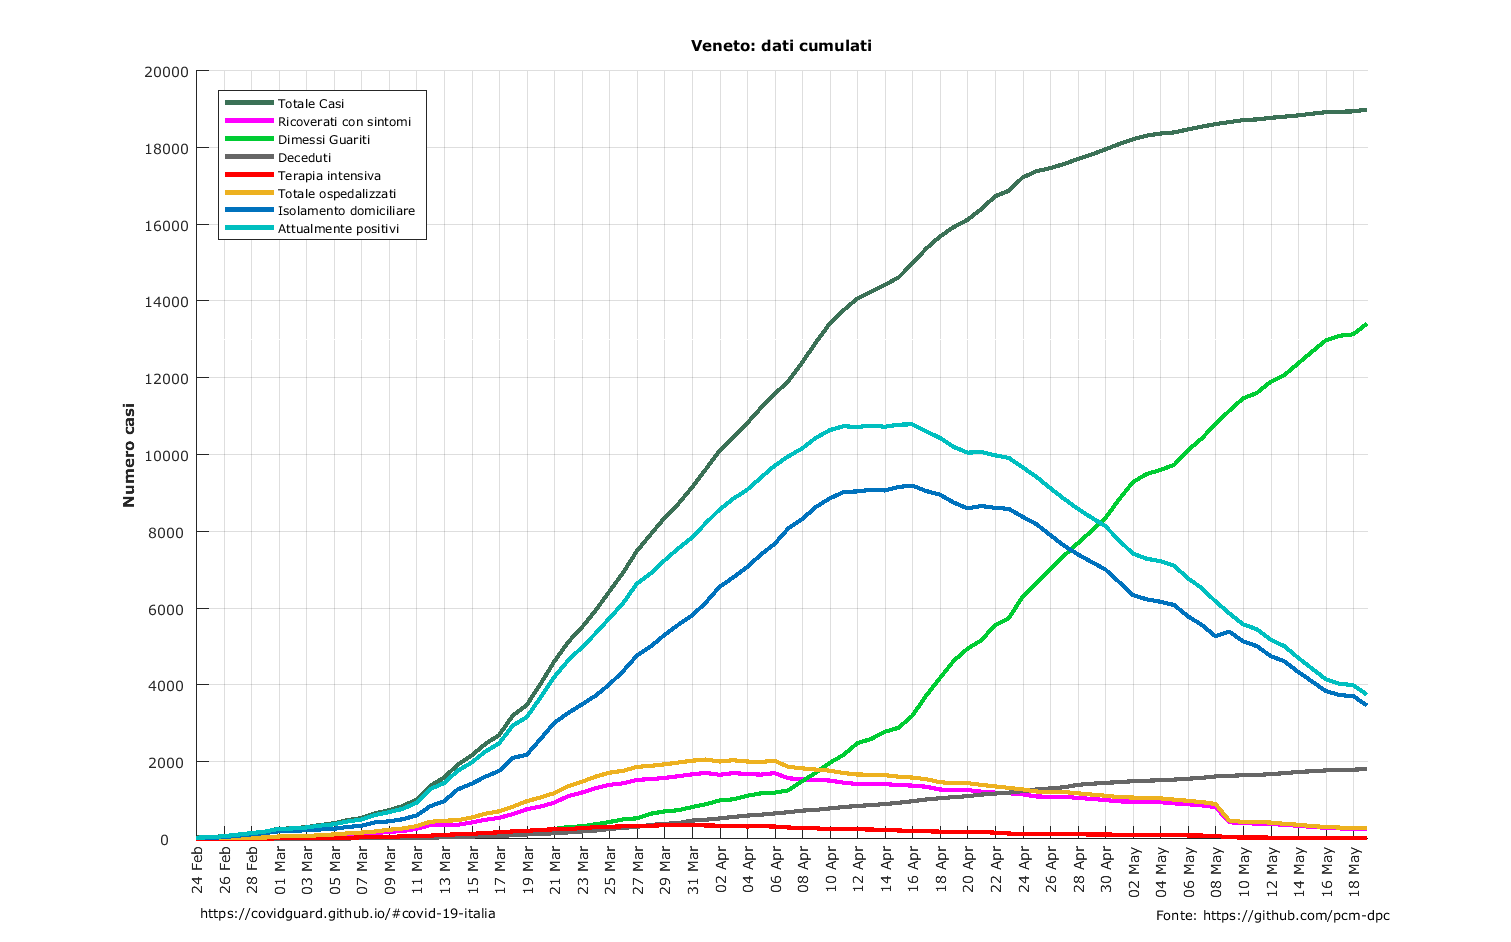 Veneto: dati cumulati
20000
18000
16000
14000
12000
10000
8000
6000
4000
2000
0
Numero casi
Totale Casi
Ricoverati con sintomi
Dimessi Guariti
Deceduti
Terapia intensiva
Totale ospedalizzati
Isolamento domiciliare
Attualmente positivi
24 Feb
26 Feb
28 Feb
01 Mar
03 Mar
05 Mar
07 Mar
09 Mar
11 Mar
13 Mar
15 Mar
17 Mar
19 Mar
21 Mar
23 Mar
25 Mar
27 Mar
29 Mar
31 Mar
02 Apr
04 Apr
06 Apr
08 Apr
10 Apr
12 Apr
14 Apr
16 Apr
18 Apr
20 Apr
22 Apr
24 Apr
26 Apr
28 Apr
30 Apr
02 May
04 May
06 May
08 May
10 May
12 May
14 May
16 May
18 May
https://covidguard.github.io/#covid-19-italia
Fonte: https://github.com/pcm-dpc